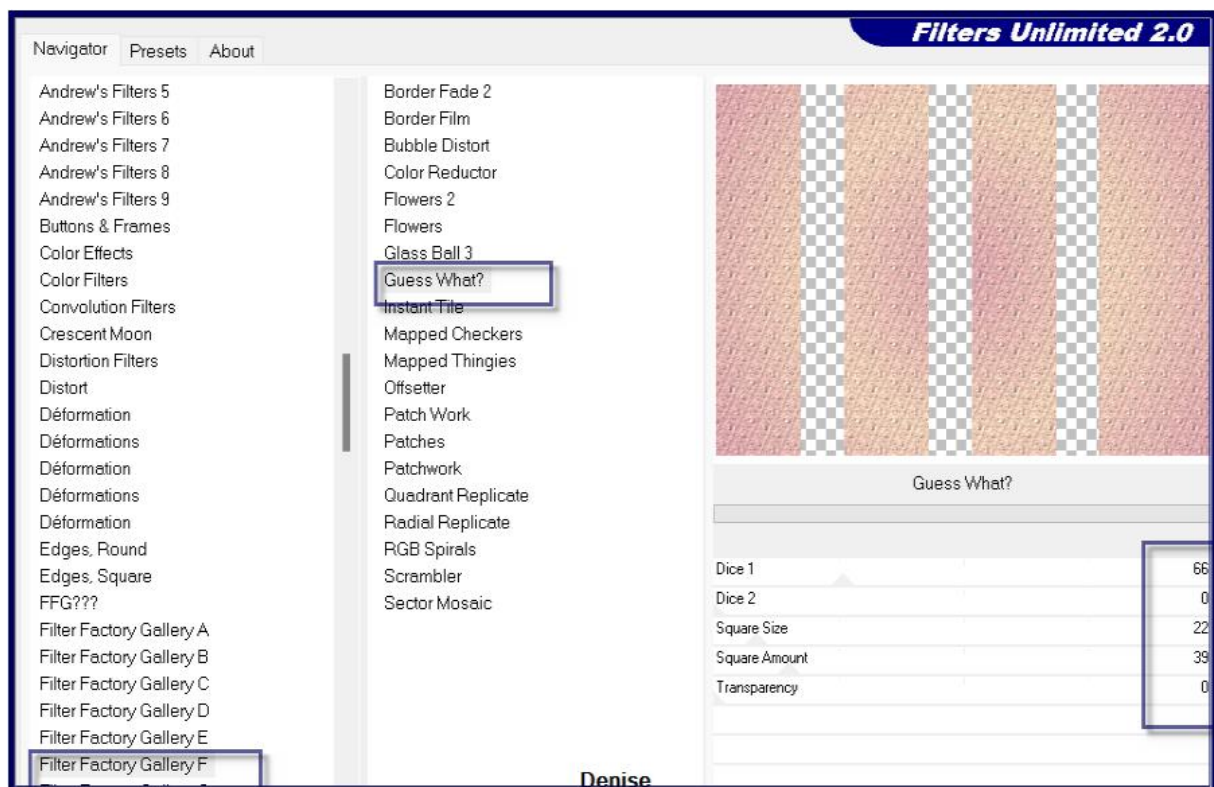 Filters Unlimited 2.0
Navigator Presets About
Andrew's Filters 5
Andrew's Filters 6
Andrew's Filters 7
Andrew's Filters 8
Andrew's Filters 9
Buttons & Frames
Color Effects
Color Filters
Convolution Filters
Crescent Moon
Distortion Filters
Distort
Déformation
Déformations
Déformation
Déformations
Déformation
Edges, Round
Edges, Square
FFG???
Filter Factory Gallery A
Filter Factory Gallery B
Filter Factory Gallery C
Filter Factory Gallery D
Filter Factory Gallery E
Filter Factory Gallery F
Border Fade 2
Border Film
Bubble Distort
Color Reductor
Flowers 2
Flowers
Glass Ball 3
Guess What?
Instant Tile
Mapped Checkers
Mapped Thingies
Offsetter
Patch Work
Patches
Patchwork
Quadrant Replicate
Radial Replicate
RGB Spirals
Scrambler
Sector Mosaic
Guess What?
Dice 1 66
Dice 2 0
Square Size 22
Square Amount 39
Transparency 0
Denise